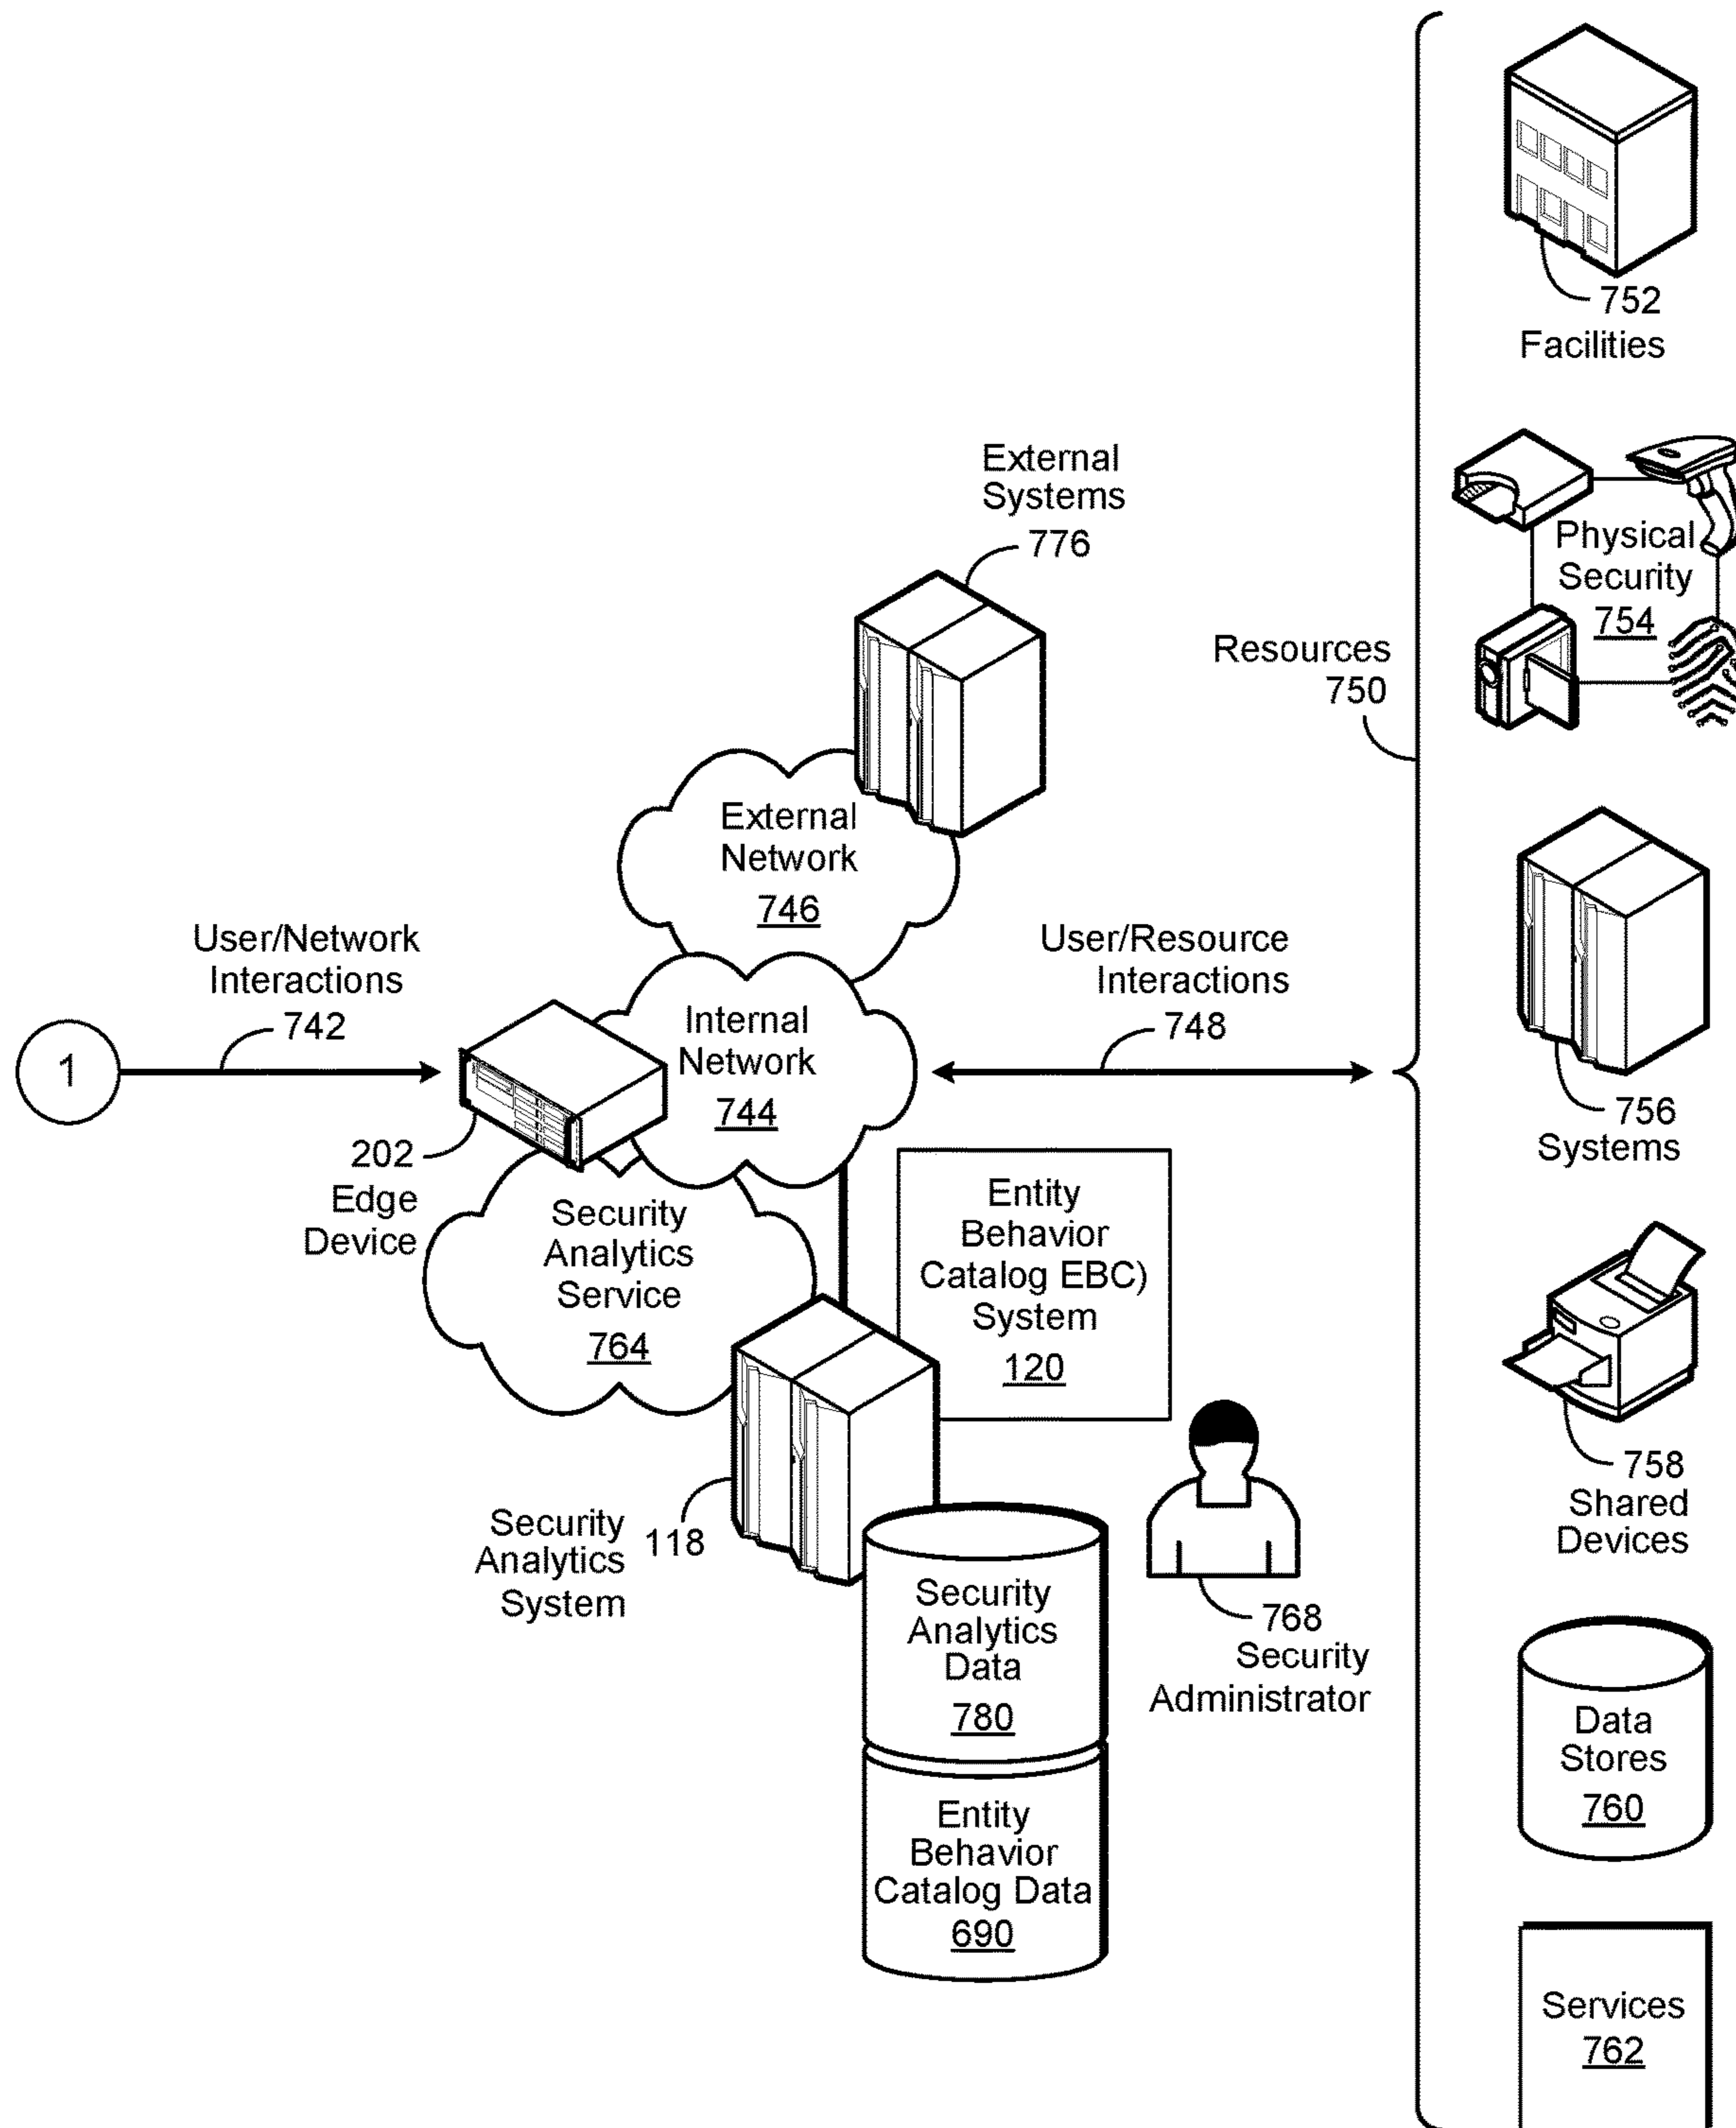 752
Facilities
External
Systems
776
Physical
Security
754
Resources
750
External
Network
746
User/Network
Interactions
742
User/Resource
Interactions
748
1
Internal
Network
744
756
Systems
202
Edge
Device
Security
Analytics
Service
764
Entity
Behavior
Catalog EBC)
System
120
758
Shared
Devices
Security
Analytics
System
118
Security
Analytics
Data
780
768
Security
Administrator
Data
Stores
760
Entity
Behavior
Catalog Data
690
Services
762